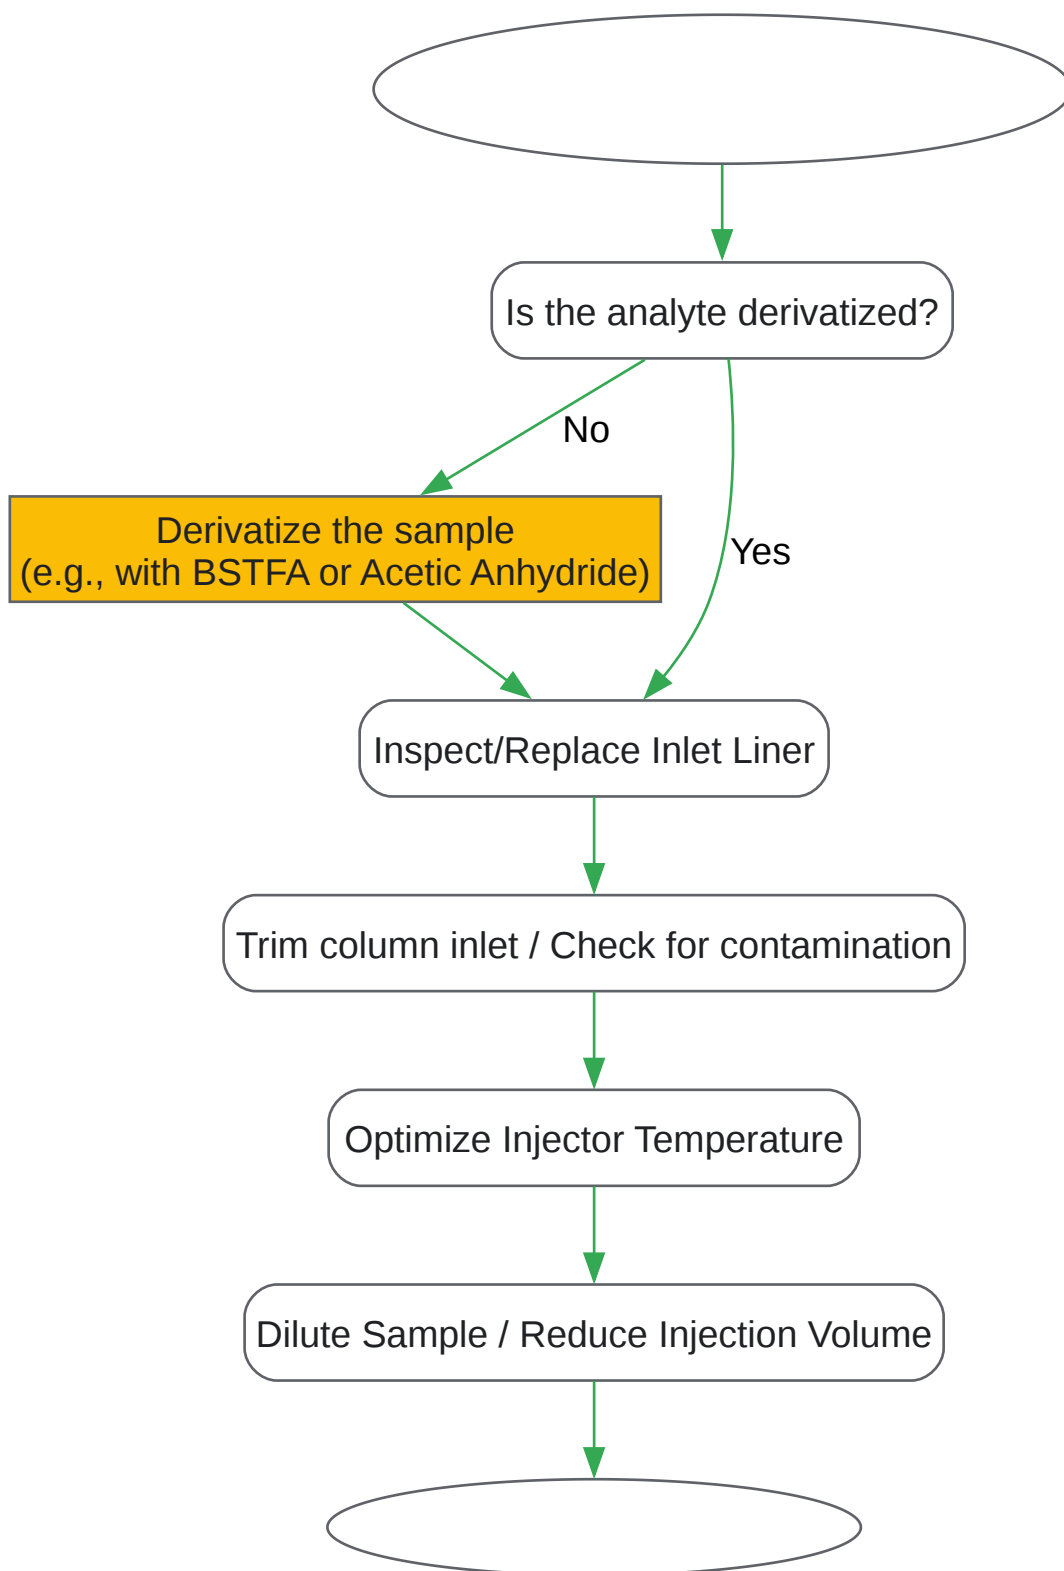 Is the analyte derivatized?
No
Derivatize the sample
(e.g., with BSTFA or Acetic Anhydride)
Yes
Inspect/Replace Inlet Liner
Trim column inlet / Check for contamination
Optimize Injector Temperature
Dilute Sample / Reduce Injection Volume